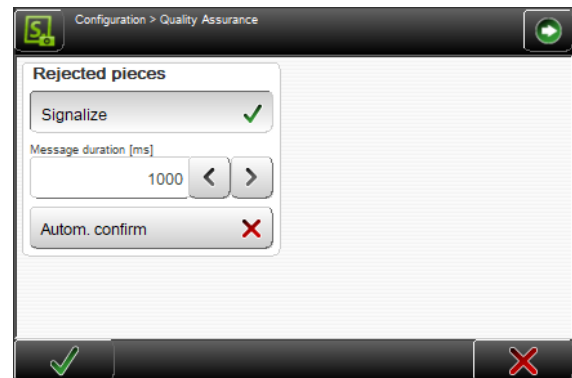 Configuration > Quality Assurance
Rejected pieces
Signalize
Message duration [ms]
1000
Autom. confirm